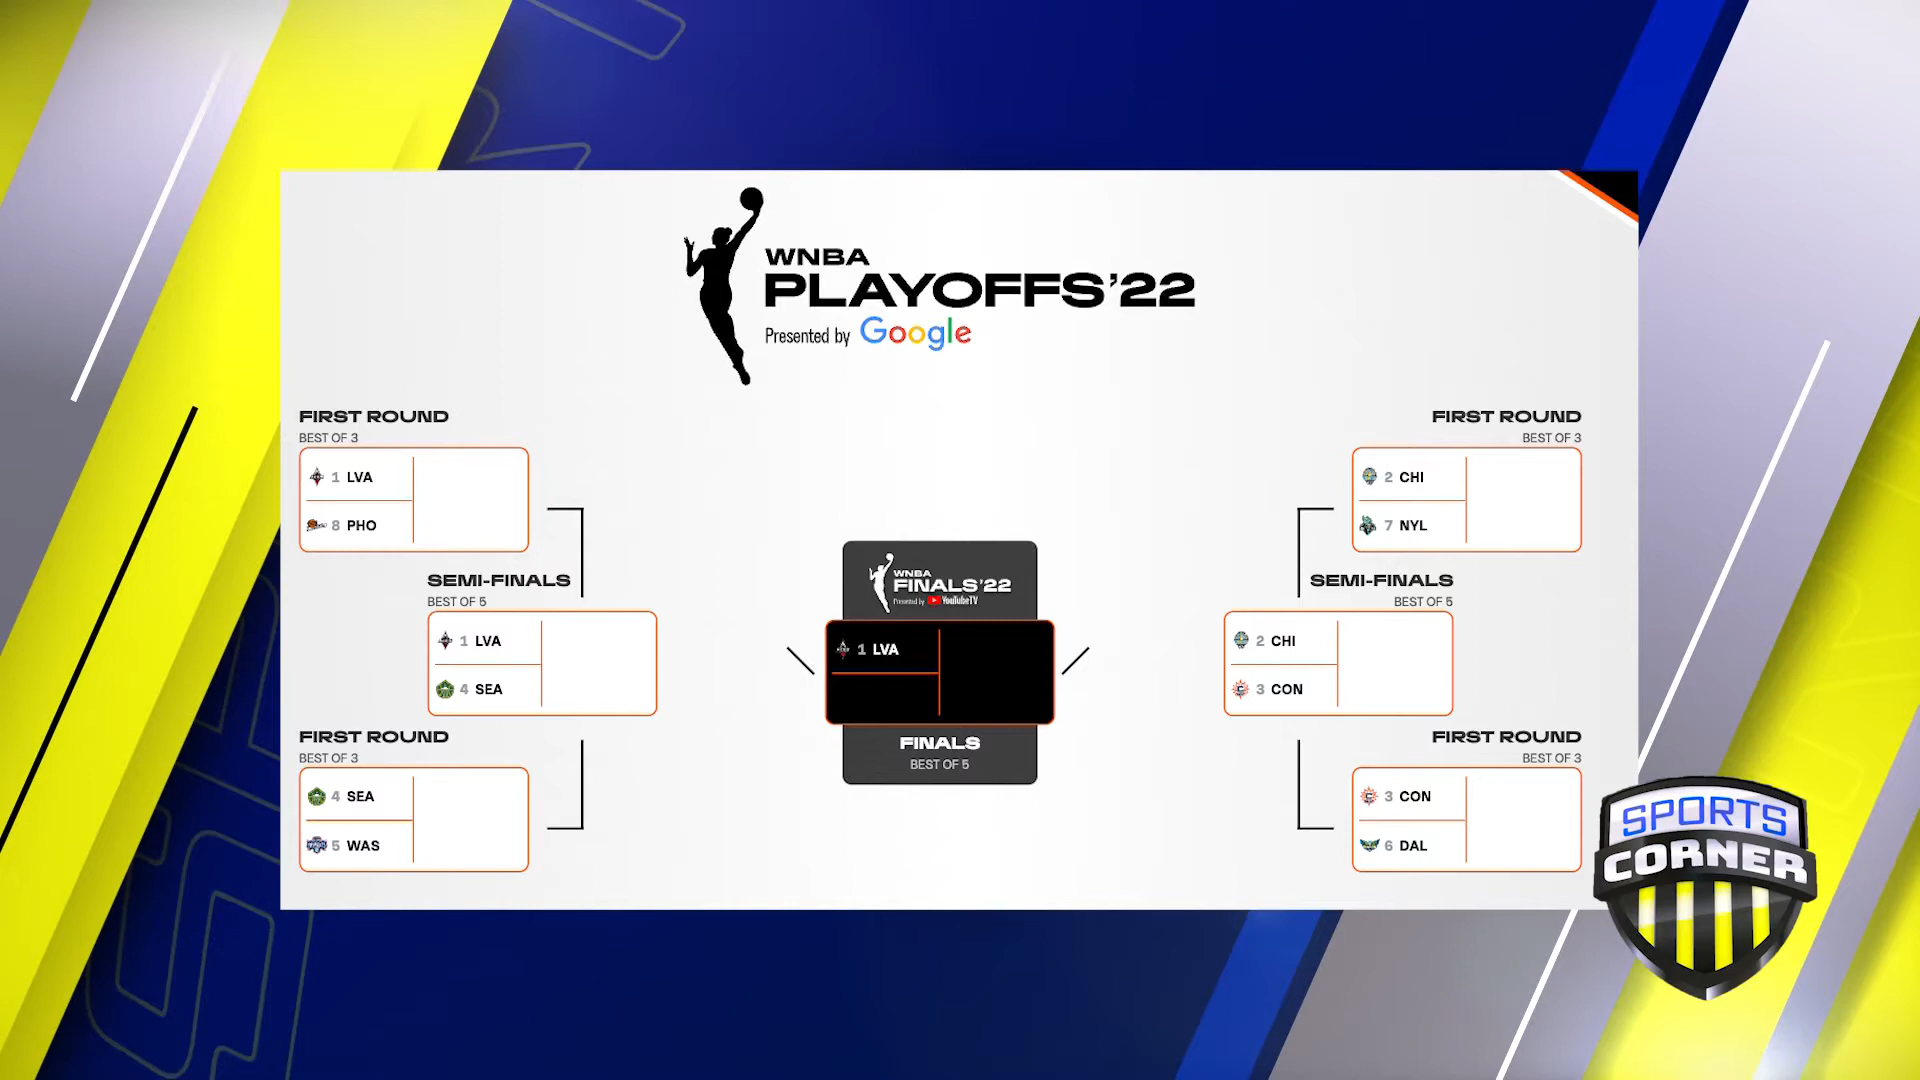 WNBA
PLAYOFFS '22
Presented by Google
FIRST ROUND
BEST OF 3
1 LVA
8 PHO
SEMI-FINALS
BEST OF 5
1 LVA
4 SEA
FIRST ROUND
BEST OF 3
4 SEA
5 WAS
WNBA
FINALS '22
Presented by YouTubeTV
1 LVA
FINALS
BEST OF 5
FIRST ROUND
BEST OF 3
2 CHI
7 NYL
SEMI-FINALS
BEST OF 5
2 CHI
3 CON
FIRST ROUND
BEST OF 3
3 CON
6 DAL
SPORTS
CORNER